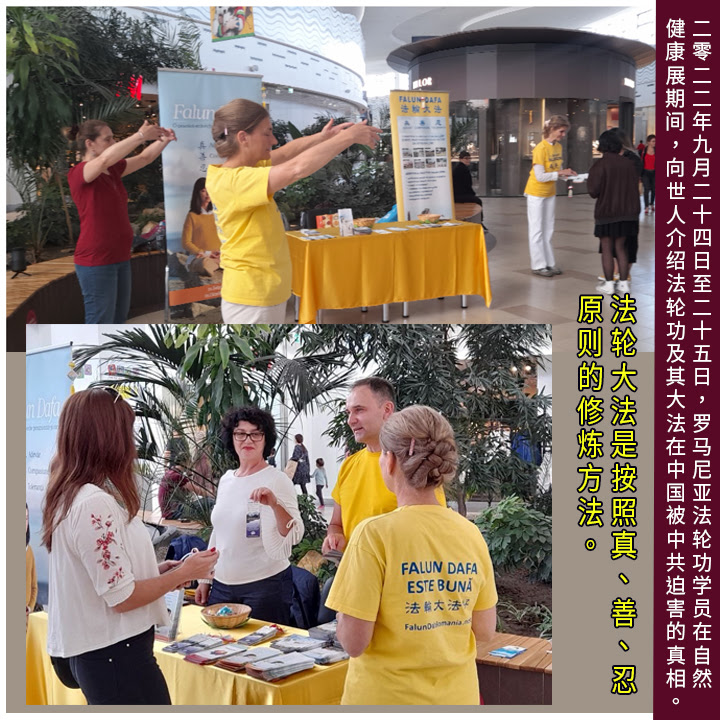 二零二二年九月二十四日至二十五日，罗马尼亚法轮功学员在自然
健康展期间，向世人介绍法轮功及其大法在中国被中共迫害的真相。
法轮大法是按照真、善、忍
原则的修炼方法。
Falun
FALUN DAFA
法輪大法
FALUN DAFA
ESTE BUNĂ
法輪大法